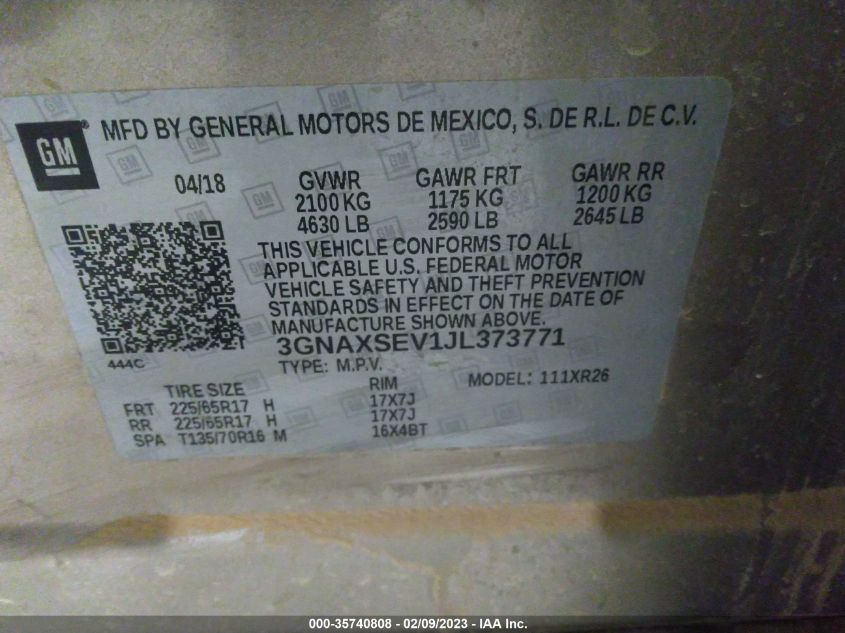 GM ® MFD BY GENERAL MOTORS DE MEXICO, S. DE R.L. DE C.V.
04/18 GVWR GAWR FRT GAWR RR
2100 KG 1175 KG 1200 KG
4630 LB 2590 LB 2645 LB
THIS VEHICLE CONFORMS TO ALL
APPLICABLE U.S. FEDERAL MOTOR
VEHICLE SAFETY AND THEFT PREVENTION
STANDARDS IN EFFECT ON THE DATE OF
MANUFACTURE SHOWN ABOVE.
LT
444C
3GNAXSEV1JL373771
TYPE: M.P.V. MODEL: 111XR26
TIRE SIZE RIM
FRT 225/65R17 H 17X7J
RR 225/65R17 H 17X7J
SPA T135/70R16 M 16X4BT
000-35740808 - 02/09/2023 - IAA Inc.